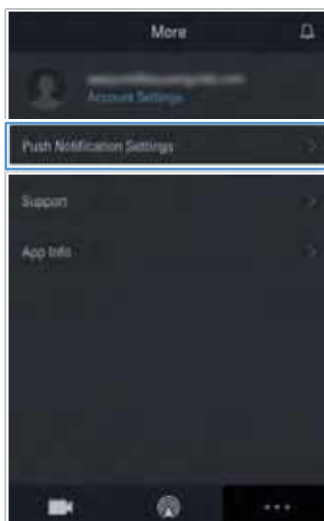 More
Account Settings
Push Notification Settings
Support
App Info